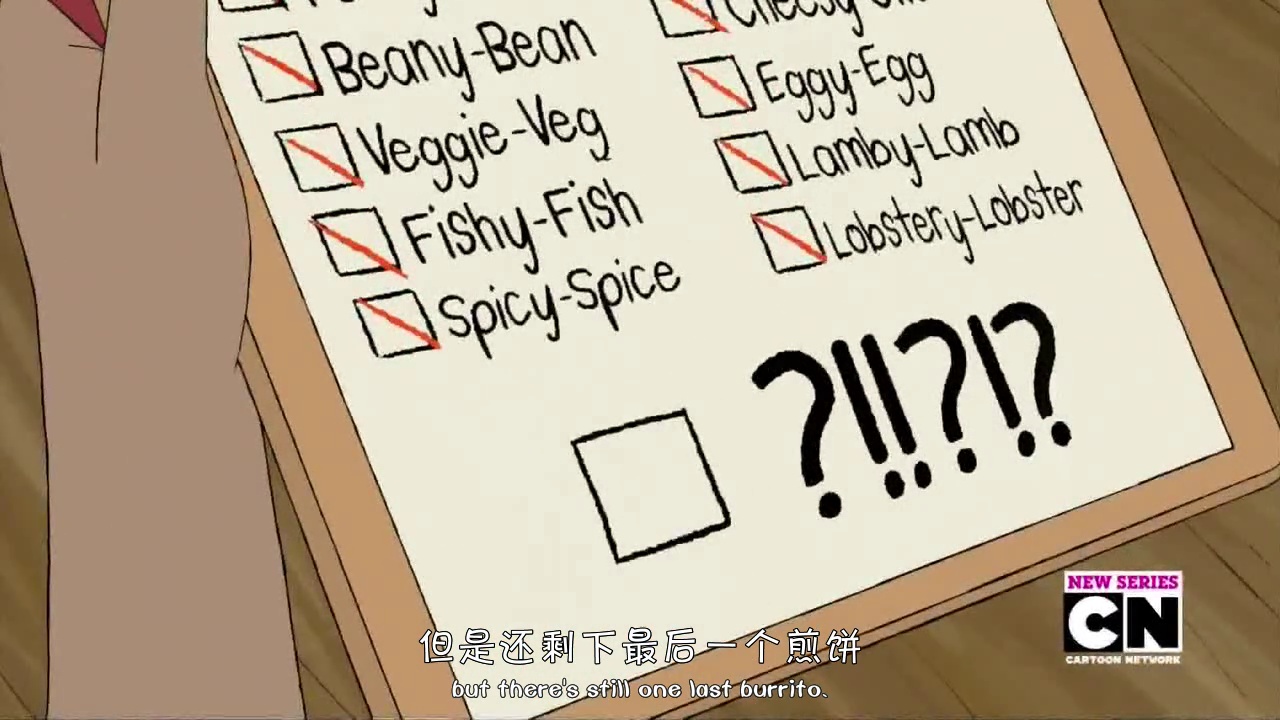 Beany-Bean
Veggie-Veg
Fishy-Fish
Spicy-Spice
Eggy-Egg
Lamby-Lamb
Lobstery-Lobster
?!!?!?
NEW SERIES
CN
CARTOON NETWORK
但是还剩下最后一个煎饼
but there's still one last burrito.